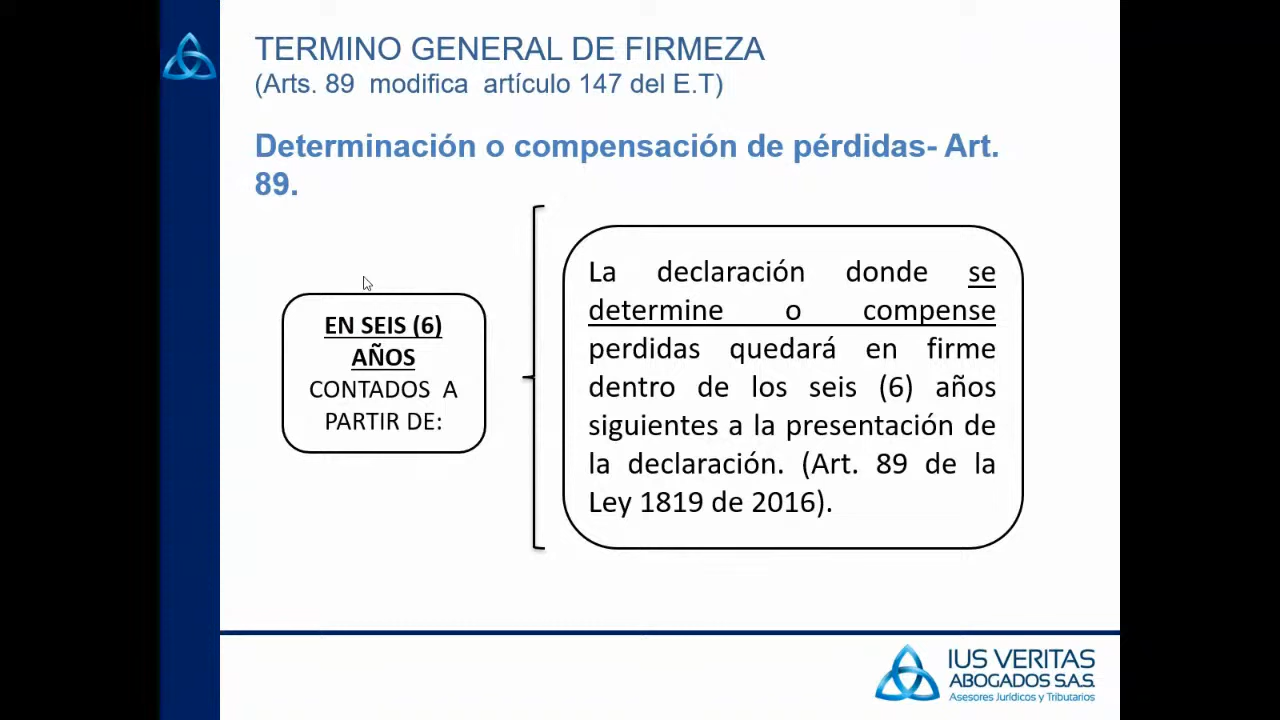 TERMINO GENERAL DE FIRMEZA
(Arts. 89 modifica artículo 147 del E.T)
Determinación o compensación de pérdidas- Art.
89.
EN SEIS (6)
AÑOS
CONTADOS A
PARTIR DE:
La declaración donde se
determine o compense
perdidas quedará en firme
dentro de los seis (6) años
siguientes a la presentación de
la declaración. (Art. 89 de la
Ley 1819 de 2016).
IUS VERITAS
ABOGADOS S.A.S.
Asesores Jurídicos y Tributarios